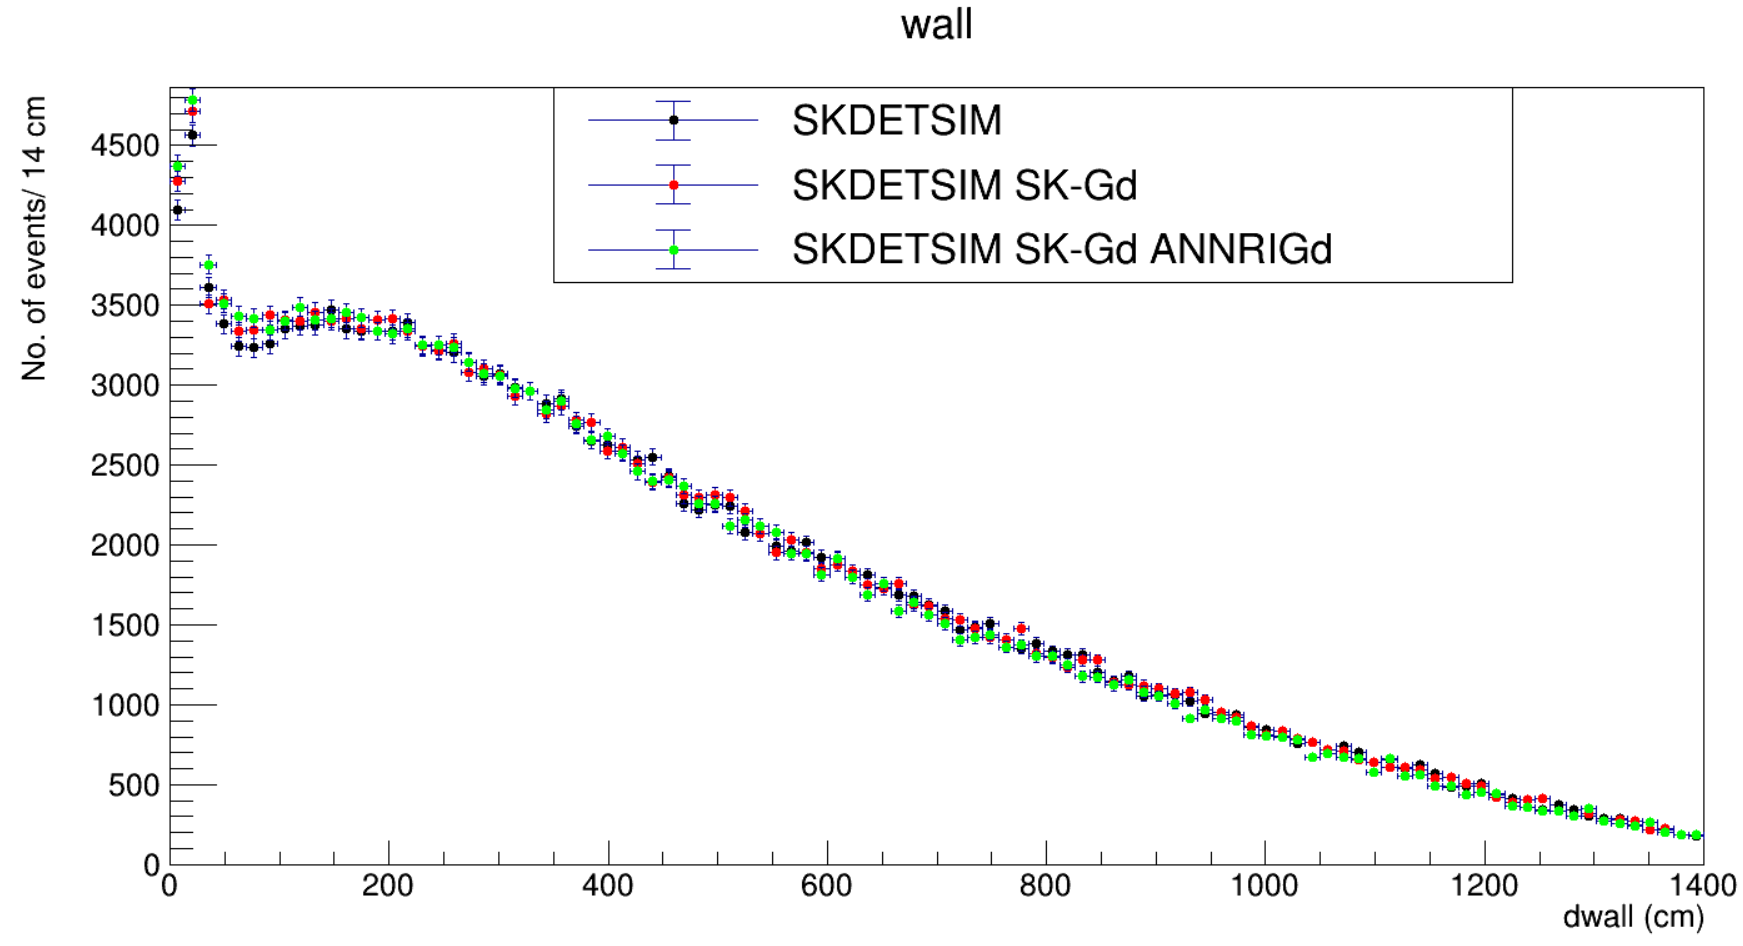 wall
No. of events/ 14 cm
4500
4000
3500
3000
2500
2000
1500
1000
500
0
SKDETSIM
SKDETSIM SK-Gd
SKDETSIM SK-Gd ANNRIGd
0 200 400 600 800 1000 1200 1400
dwall (cm)